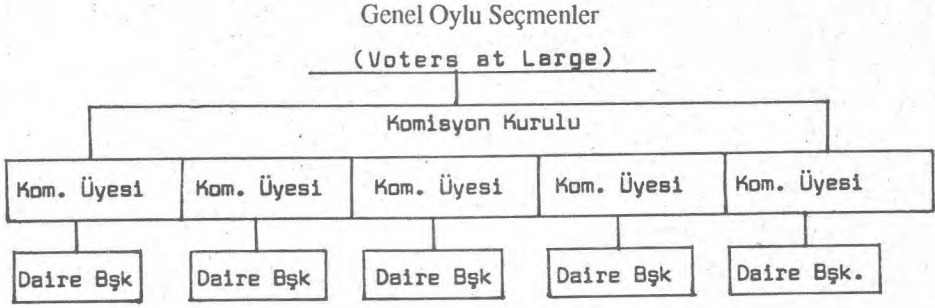 Genel Oylu Seçmenler
(Voters at Large)
Komisyon Kurulu
Kom. Üyesi Kom. Üyesi Kom. Üyesi Kom. Üyesi Kom. Üyesi
Daire Bşk Daire Bşk Daire Bşk Daire Bşk Daire Bşk.